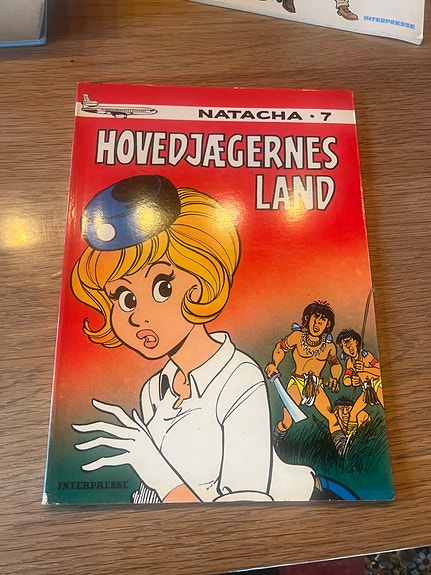 INTERPRESSE
NATACHA · 7
HOVEDJÆGERNES
LAND
INTERPRESSE